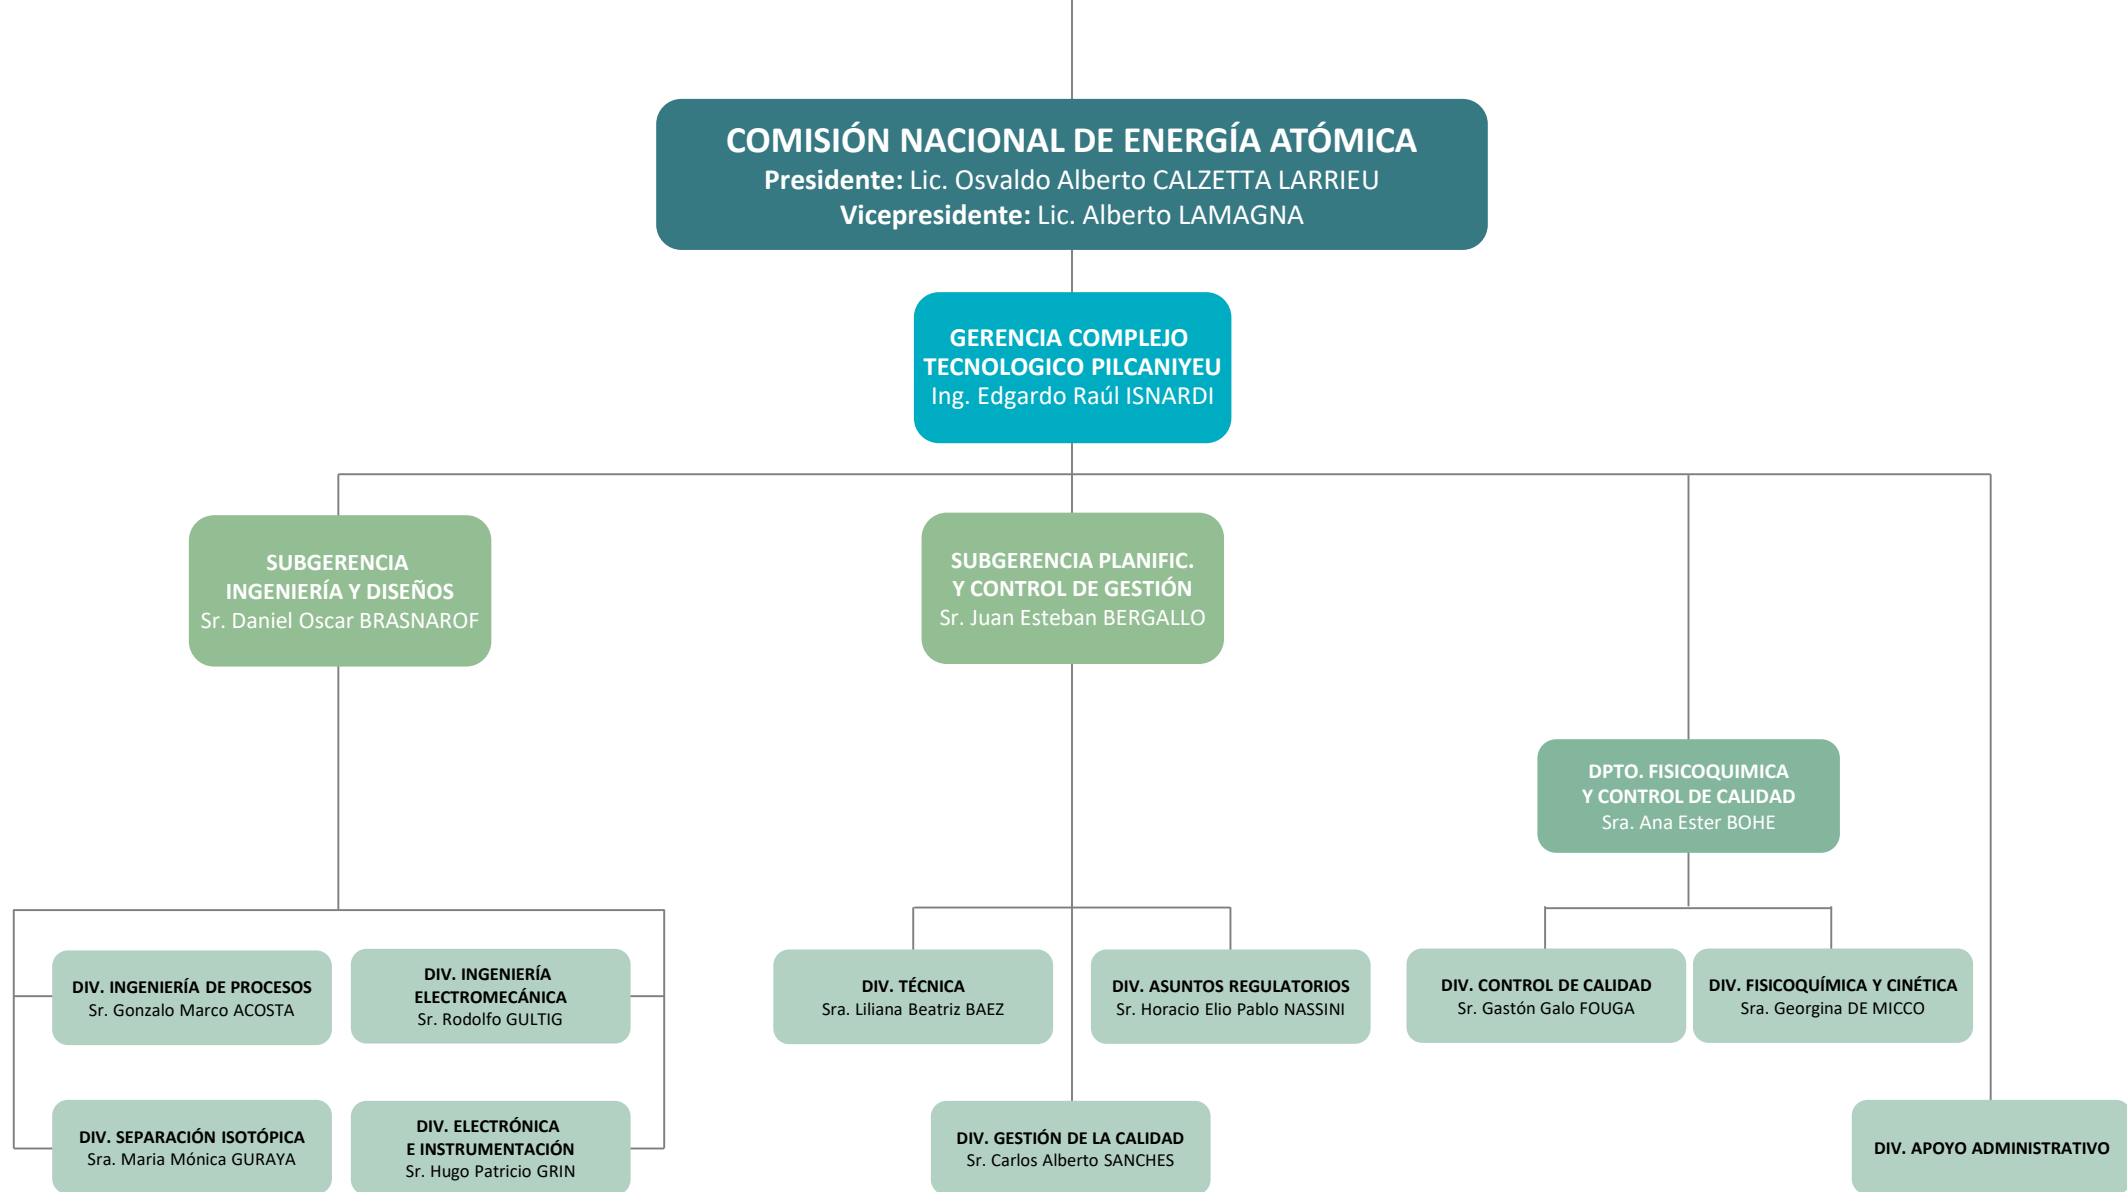 COMISIÓN NACIONAL DE ENERGÍA ATÓMICA
Presidente: Lic. Osvaldo Alberto CALZETTA LARRIEU
Vicepresidente: Lic. Alberto LAMAGNA
GERENCIA COMPLEJO
TECNOLOGICO PILCANIYEU
Ing. Edgardo Raúl ISNARDI
SUBGERENCIA
INGENIERÍA Y DISEÑOS
Sr. Daniel Oscar BRASNAROF
SUBGERENCIA PLANIFIC.
Y CONTROL DE GESTIÓN
Sr. Juan Esteban BERGALLO
DPTO. FISICOQUIMICA
Y CONTROL DE CALIDAD
Sra. Ana Ester BOHE
DIV. INGENIERÍA DE PROCESOS
Sr. Gonzalo Marco ACOSTA
DIV. INGENIERÍA
ELECTROMECÁNICA
Sr. Rodolfo GULTIG
DIV. TÉCNICA
Sra. Liliana Beatriz BAEZ
DIV. ASUNTOS REGULATORIOS
Sr. Horacio Elio Pablo NASSINI
DIV. CONTROL DE CALIDAD
Sr. Gastón Galo FOUGA
DIV. FISICOQUÍMICA Y CINÉTICA
Sra. Georgina DE MICCO
DIV. SEPARACIÓN ISOTÓPICA
Sra. Maria Mónica GURAYA
DIV. ELECTRÓNICA
E INSTRUMENTACIÓN
Sr. Hugo Patricio GRIN
DIV. GESTIÓN DE LA CALIDAD
Sr. Carlos Alberto SANCHES
DIV. APOYO ADMINISTRATIVO